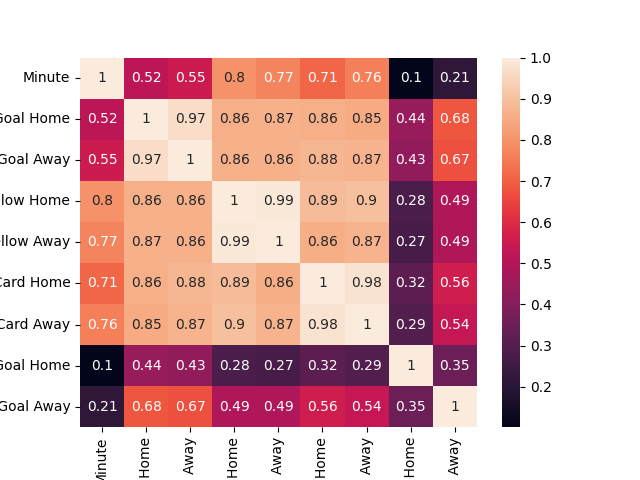 Minute 1 0.52 0.55 0.8 0.77 0.71 0.76 0.1 0.21
Goal Home 0.52 1 0.97 0.86 0.87 0.86 0.85 0.44 0.68
Goal Away 0.55 0.97 1 0.86 0.86 0.88 0.87 0.43 0.67
low Home 0.8 0.86 0.86 1 0.99 0.89 0.9 0.28 0.49
llow Away 0.77 0.87 0.86 0.99 1 0.86 0.87 0.27 0.49
Card Home 0.71 0.86 0.88 0.89 0.86 1 0.98 0.32 0.56
Card Away 0.76 0.85 0.87 0.9 0.87 0.98 1 0.29 0.54
Goal Home 0.1 0.44 0.43 0.28 0.27 0.32 0.29 1 0.35
Goal Away 0.21 0.68 0.67 0.49 0.49 0.56 0.54 0.35 1
Minute Home Away Home Away Home Away Home Away
1.0
0.9
0.8
0.7
0.6
0.5
0.4
0.3
0.2